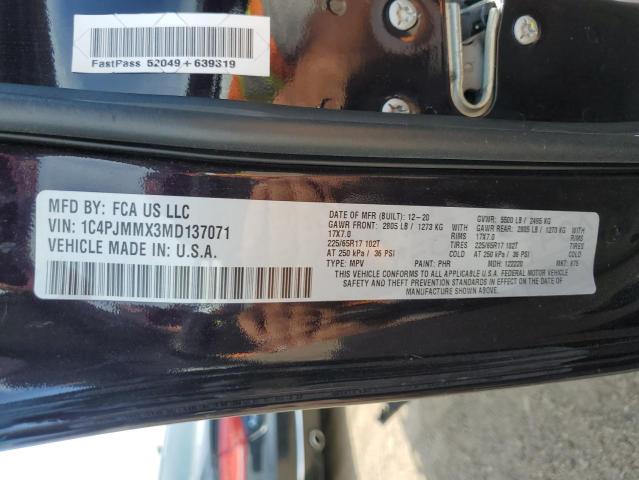 FastPass 52049+639319
MFD BY: FCA US LLC
VIN: 1C4PJMMX3MD137071
VEHICLE MADE IN: U.S.A.
DATE OF MFR (BUILT): 12-20 GVWR: 5500 LB / 2495 KG
GAWR FRONT: 2805 LB / 1273 KG WITH GAWR REAR: 2805 LB / 1273 KG WITH
17X7.0 RIMS 17X7.0 RIMS
225/65R17 102T TIRES 225/65R17 102T TIRES
AT 250 kPa / 36 PSI COLD AT 250 kPa / 36 PSI COLD
TYPE: MPV PAINT: PHR MDH: 122220 MKT: 875
THIS VEHICLE CONFORMS TO ALL APPLICABLE U.S.A. FEDERAL MOTOR VEHICLE
SAFETY AND THEFT PREVENTION STANDARDS IN EFFECT ON THE DATE OF
MANUFACTURE SHOWN ABOVE.